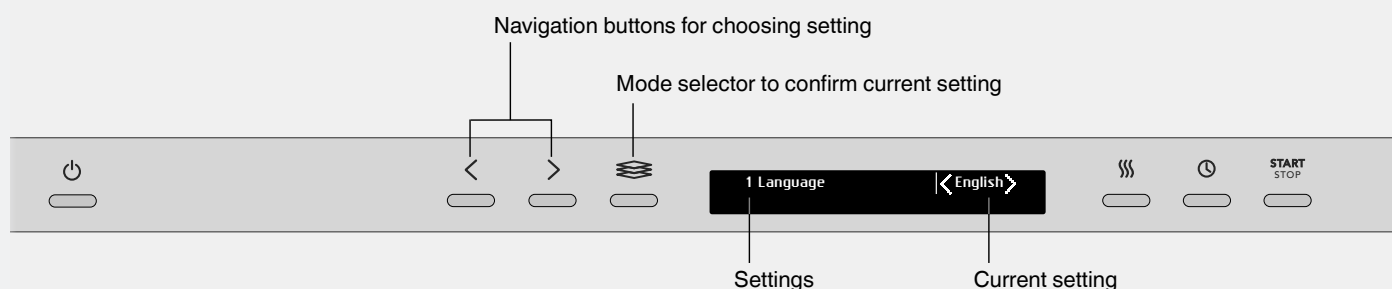 Navigation buttons for choosing setting
Mode selector to confirm current setting
START
STOP
1 Language
English
Settings
Current setting